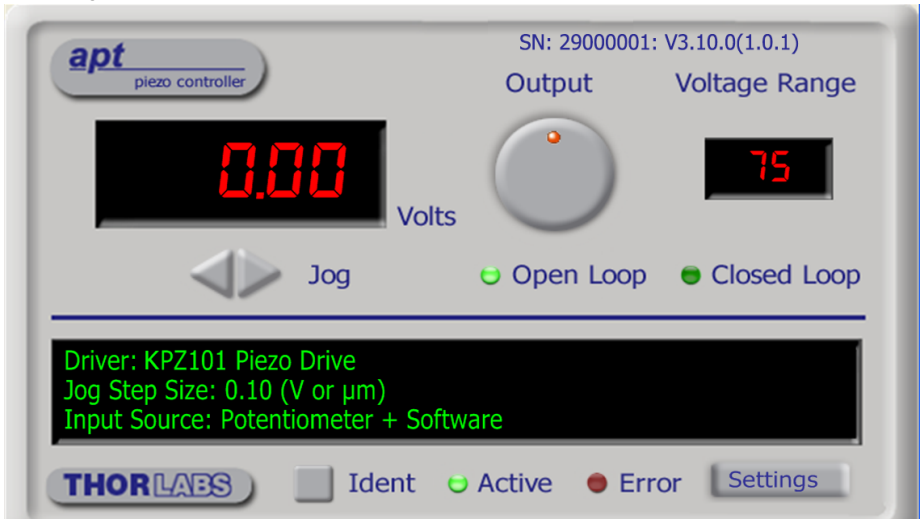 apt
piezo controller
SN: 29000001: V3.10.0(1.0.1)
Output
Voltage Range
0.00
Volts
75
Jog
Open Loop
Closed Loop
Driver: KPZ101 Piezo Drive
Jog Step Size: 0.10 (V or µm)
Input Source: Potentiometer + Software
THORLABS
Ident
Active
Error
Settings